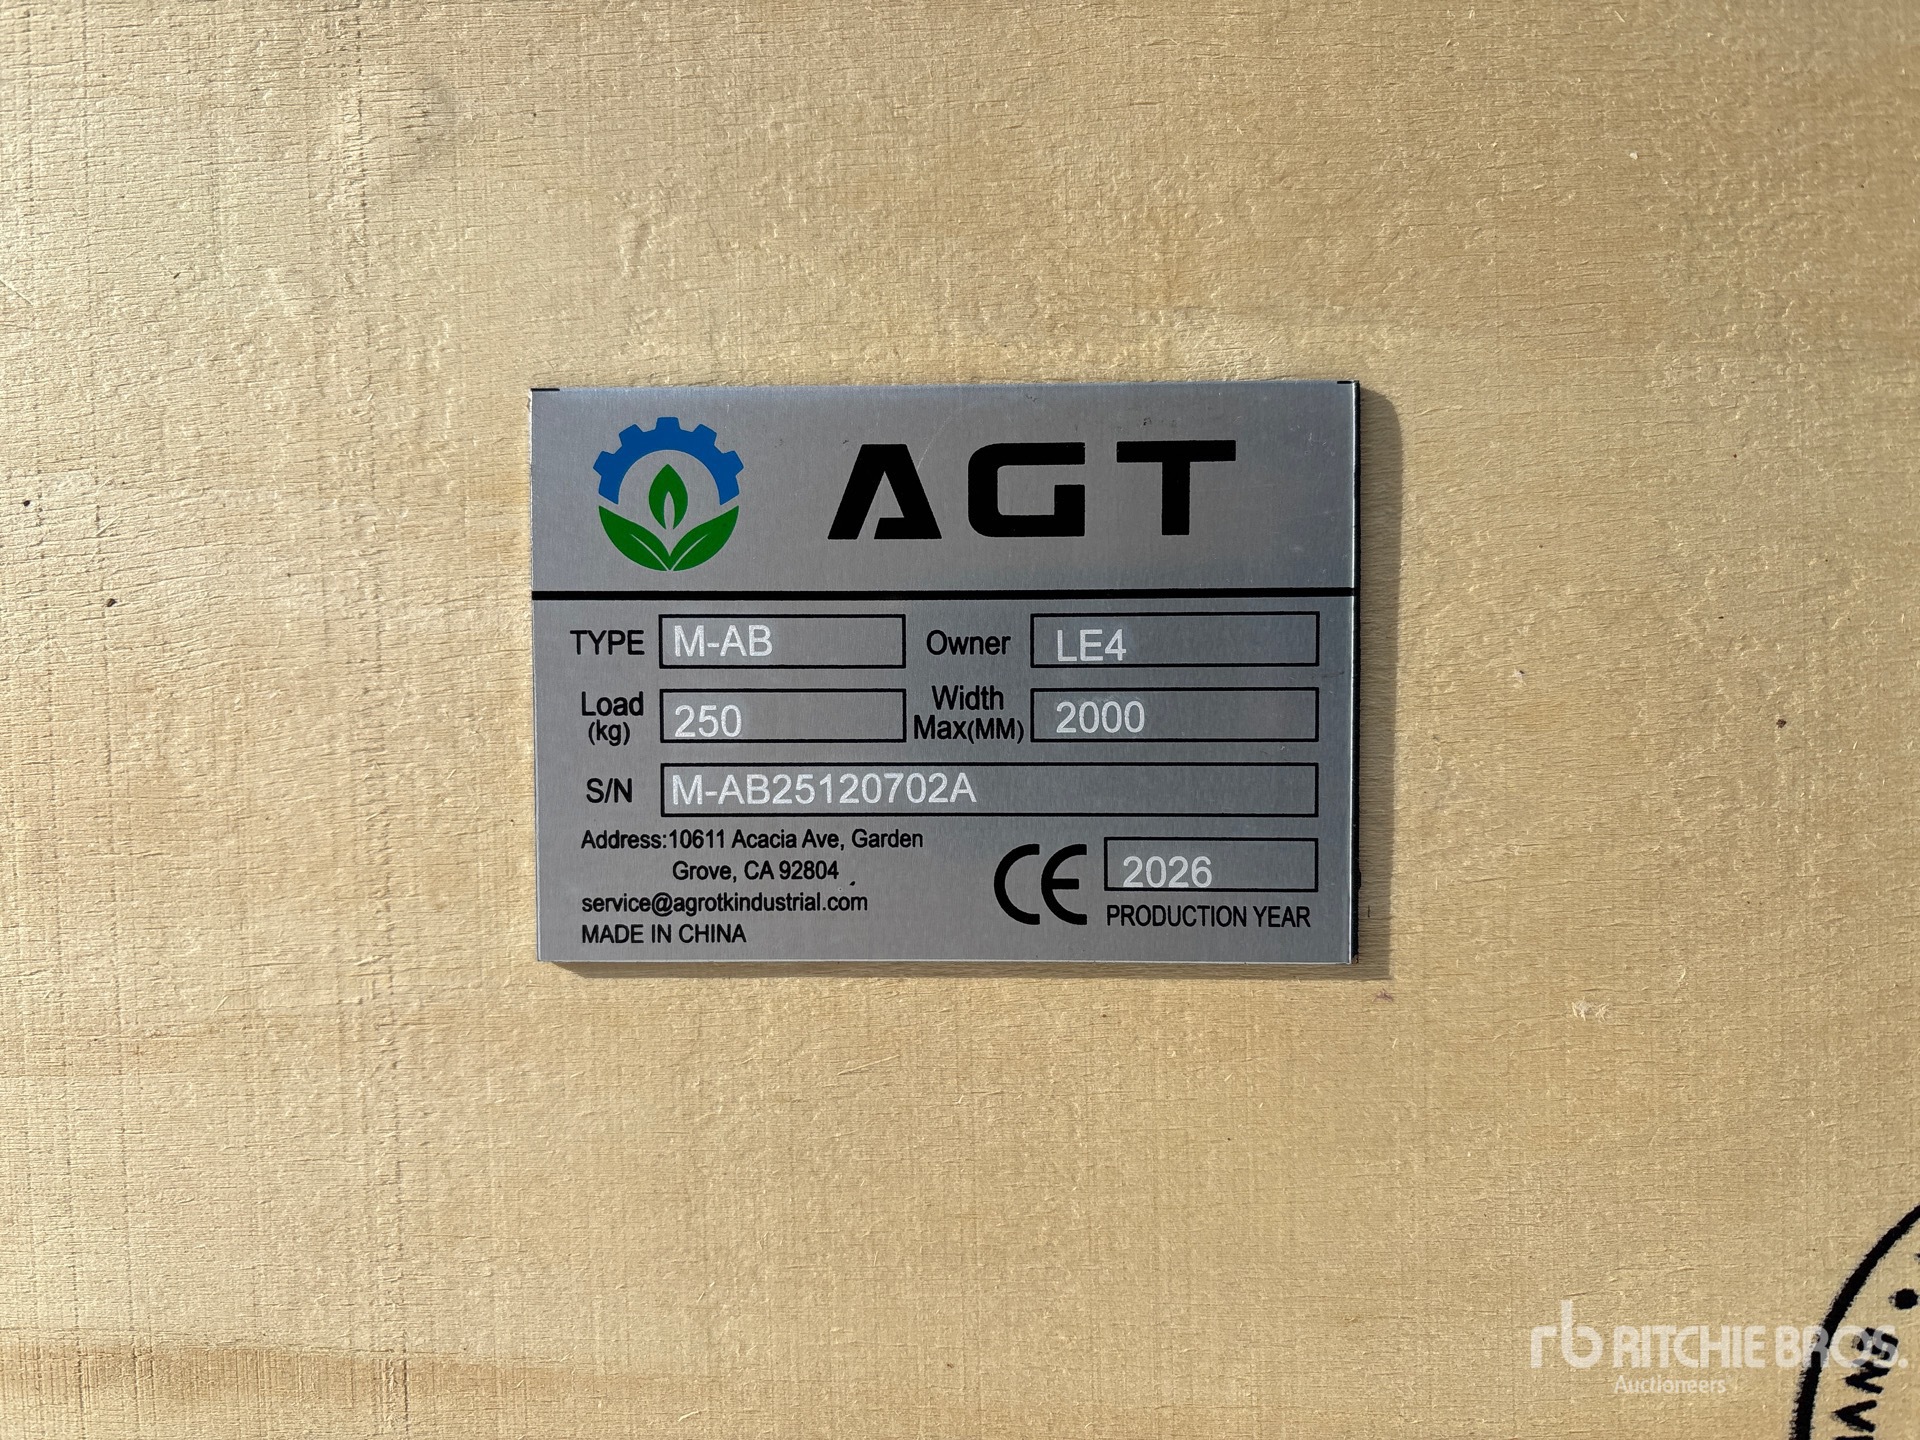 AGT
TYPE M-AB Owner LE4
Load (kg) 250 Width Max(MM) 2000
S/N M-AB25120702A
Address:10611 Acacia Ave, Garden
Grove, CA 92804
service@agrotkindustrial.com
MADE IN CHINA
CE 2026
PRODUCTION YEAR
rb RITCHIE BROS.
Auctioneers